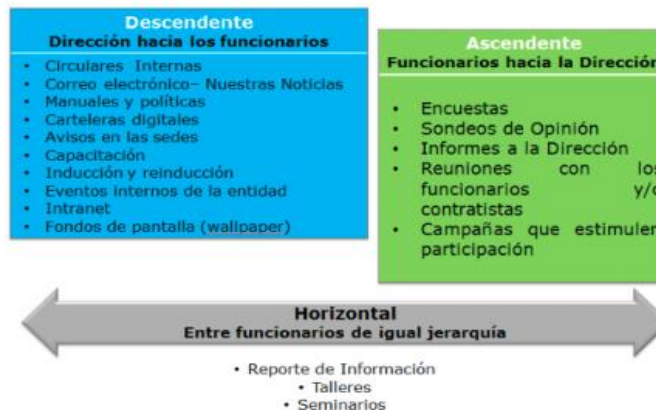 Descendente
Dirección hacia los funcionarios
• Circulares Internas
• Correo electrónico– Nuestras Noticias
• Manuales y políticas
• Carteleras digitales
• Avisos en las sedes
• Capacitación
• Inducción y reinducción
• Eventos internos de la entidad
• Intranet
• Fondos de pantalla (wallpaper)
Ascendente
Funcionarios hacia la Dirección
• Encuestas
• Sondeos de Opinión
• Informes a la Dirección
• Reuniones con los
funcionarios y/o
contratistas
• Campañas que estimulen
participación
Horizontal
Entre funcionarios de igual jerarquía
• Reporte de Información
• Talleres
• Seminarios